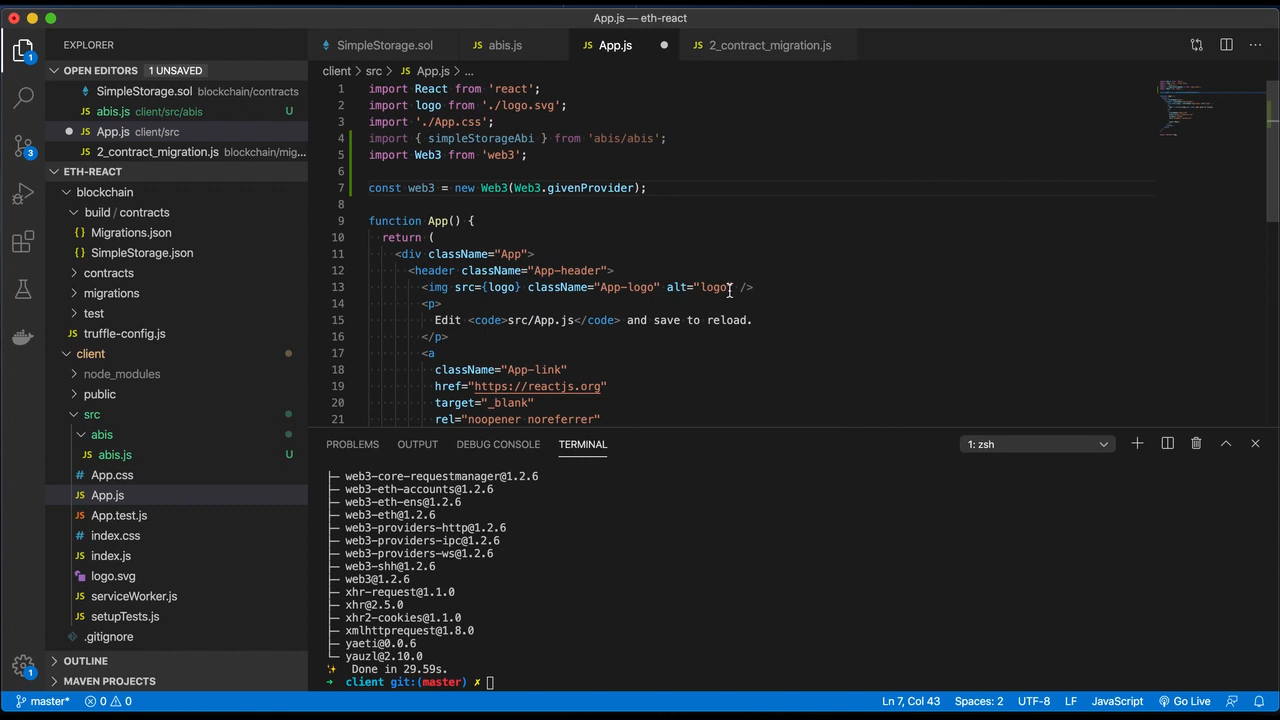 App.js — eth-react
EXPLORER
OPEN EDITORS 1 UNSAVED
SimpleStorage.sol blockchain/contracts
abis.js client/src/abis U
App.js client/src
2_contract_migration.js blockchain/mig...
ETH-REACT
blockchain
build / contracts
Migrations.json
SimpleStorage.json
contracts
migrations
test
truffle-config.js
client
node_modules
public
src
abis
abis.js U
App.css
App.js
App.test.js
index.css
index.js
logo.svg
serviceWorker.js
setupTests.js
.gitignore
OUTLINE
MAVEN PROJECTS
1
3
1
SimpleStorage.sol abis.js App.js 2_contract_migration.js
client > src > App.js > ...
1 import React from 'react';
2 import logo from './logo.svg';
3 import './App.css';
4 import { simpleStorageAbi } from 'abis/abis';
5 import Web3 from 'web3';
6
7 const web3 = new Web3(Web3.givenProvider);
8
9 function App() {
10 return (
11 <div className="App">
12 <header className="App-header">
13 <img src={logo} className="App-logo" alt="logo" />
14 <p>
15 Edit <code>src/App.js</code> and save to reload.
16 </p>
17 <a
18 className="App-link"
19 href="https://reactjs.org"
20 target="_blank"
21 rel="noopener noreferrer"
PROBLEMS OUTPUT DEBUG CONSOLE TERMINAL 1: zsh
├─ web3-core-requestmanager@1.2.6
├─ web3-eth-accounts@1.2.6
├─ web3-eth-ens@1.2.6
├─ web3-eth@1.2.6
├─ web3-providers-http@1.2.6
├─ web3-providers-ipc@1.2.6
├─ web3-providers-ws@1.2.6
├─ web3-shh@1.2.6
├─ web3@1.2.6
├─ xhr-request@1.1.0
├─ xhr@2.5.0
├─ xhr2-cookies@1.1.0
├─ xmlhttprequest@1.8.0
├─ yaeti@0.0.6
└─ yauzl@2.10.0
✨ Done in 29.59s.
→ client git:(master) ✗
master* 0 0 Ln 7, Col 43 Spaces: 2 UTF-8 LF JavaScript Go Live